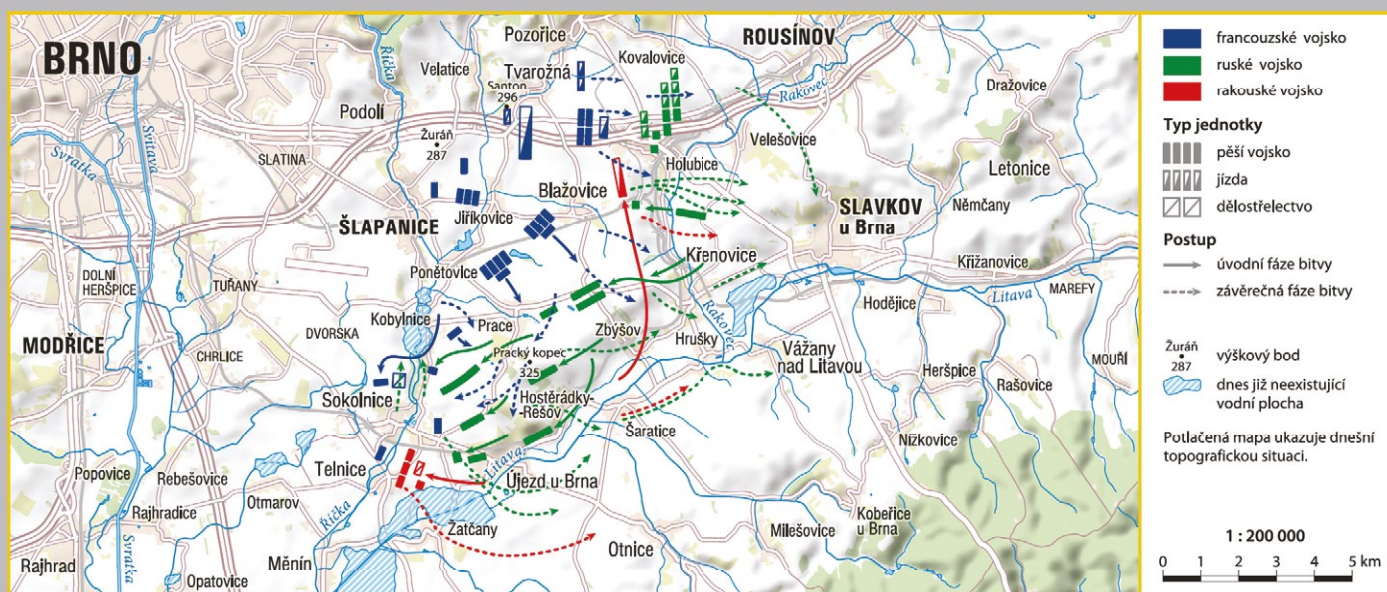 BRNO
Říčka
Pozořice
ROUSÍNOV
Velatice
Tvarožná
Kovalovice
Santon
296
Dražovice
Rakovec
Podolí
Žuráň
287
Velešovice
Svitava
Svratka
SLATINA
Holubice
Letonice
Blažovice
Němčany
ŠLAPANICE
Jiříkovice
SLAVKOV
u Brna
Křenovice
Křižanovice
Ponětovice
DOLNÍ
HERŠPICE
TUŘANY
MAREFY
Litava
Hodějice
Rakovec
Kobylnice
Prace
DVORSKA
Zbýšov
Hrušky
MODŘICE
CHRLICE
Pracký kopec
325
Vážany
nad Litavou
MOUŘÍ
Heršpice
Rašovice
Sokolnice
Hostěrádky-
-Rešov
Šaratice
Nížkovice
Litava
Telnice
Popovice
Rebešovice
Újezd u Brna
Otmarov
Rajhradice
Říčka
Žatčany
Kobeřice
u Brna
Milešovice
Svratka
Otnice
Měnín
Rajhrad
Opatovice
francouzské vojsko
ruské vojsko
rakouské vojsko
Typ jednotky
pěší vojsko
jízda
dělostřelectvo
Postup
úvodní fáze bitvy
závěrečná fáze bitvy
Žuráň
287
výškový bod
dnes již neexistující
vodní plocha
Potlačená mapa ukazuje dnešní
topografickou situaci.
1 : 200 000
0 1 2 3 4 5 km